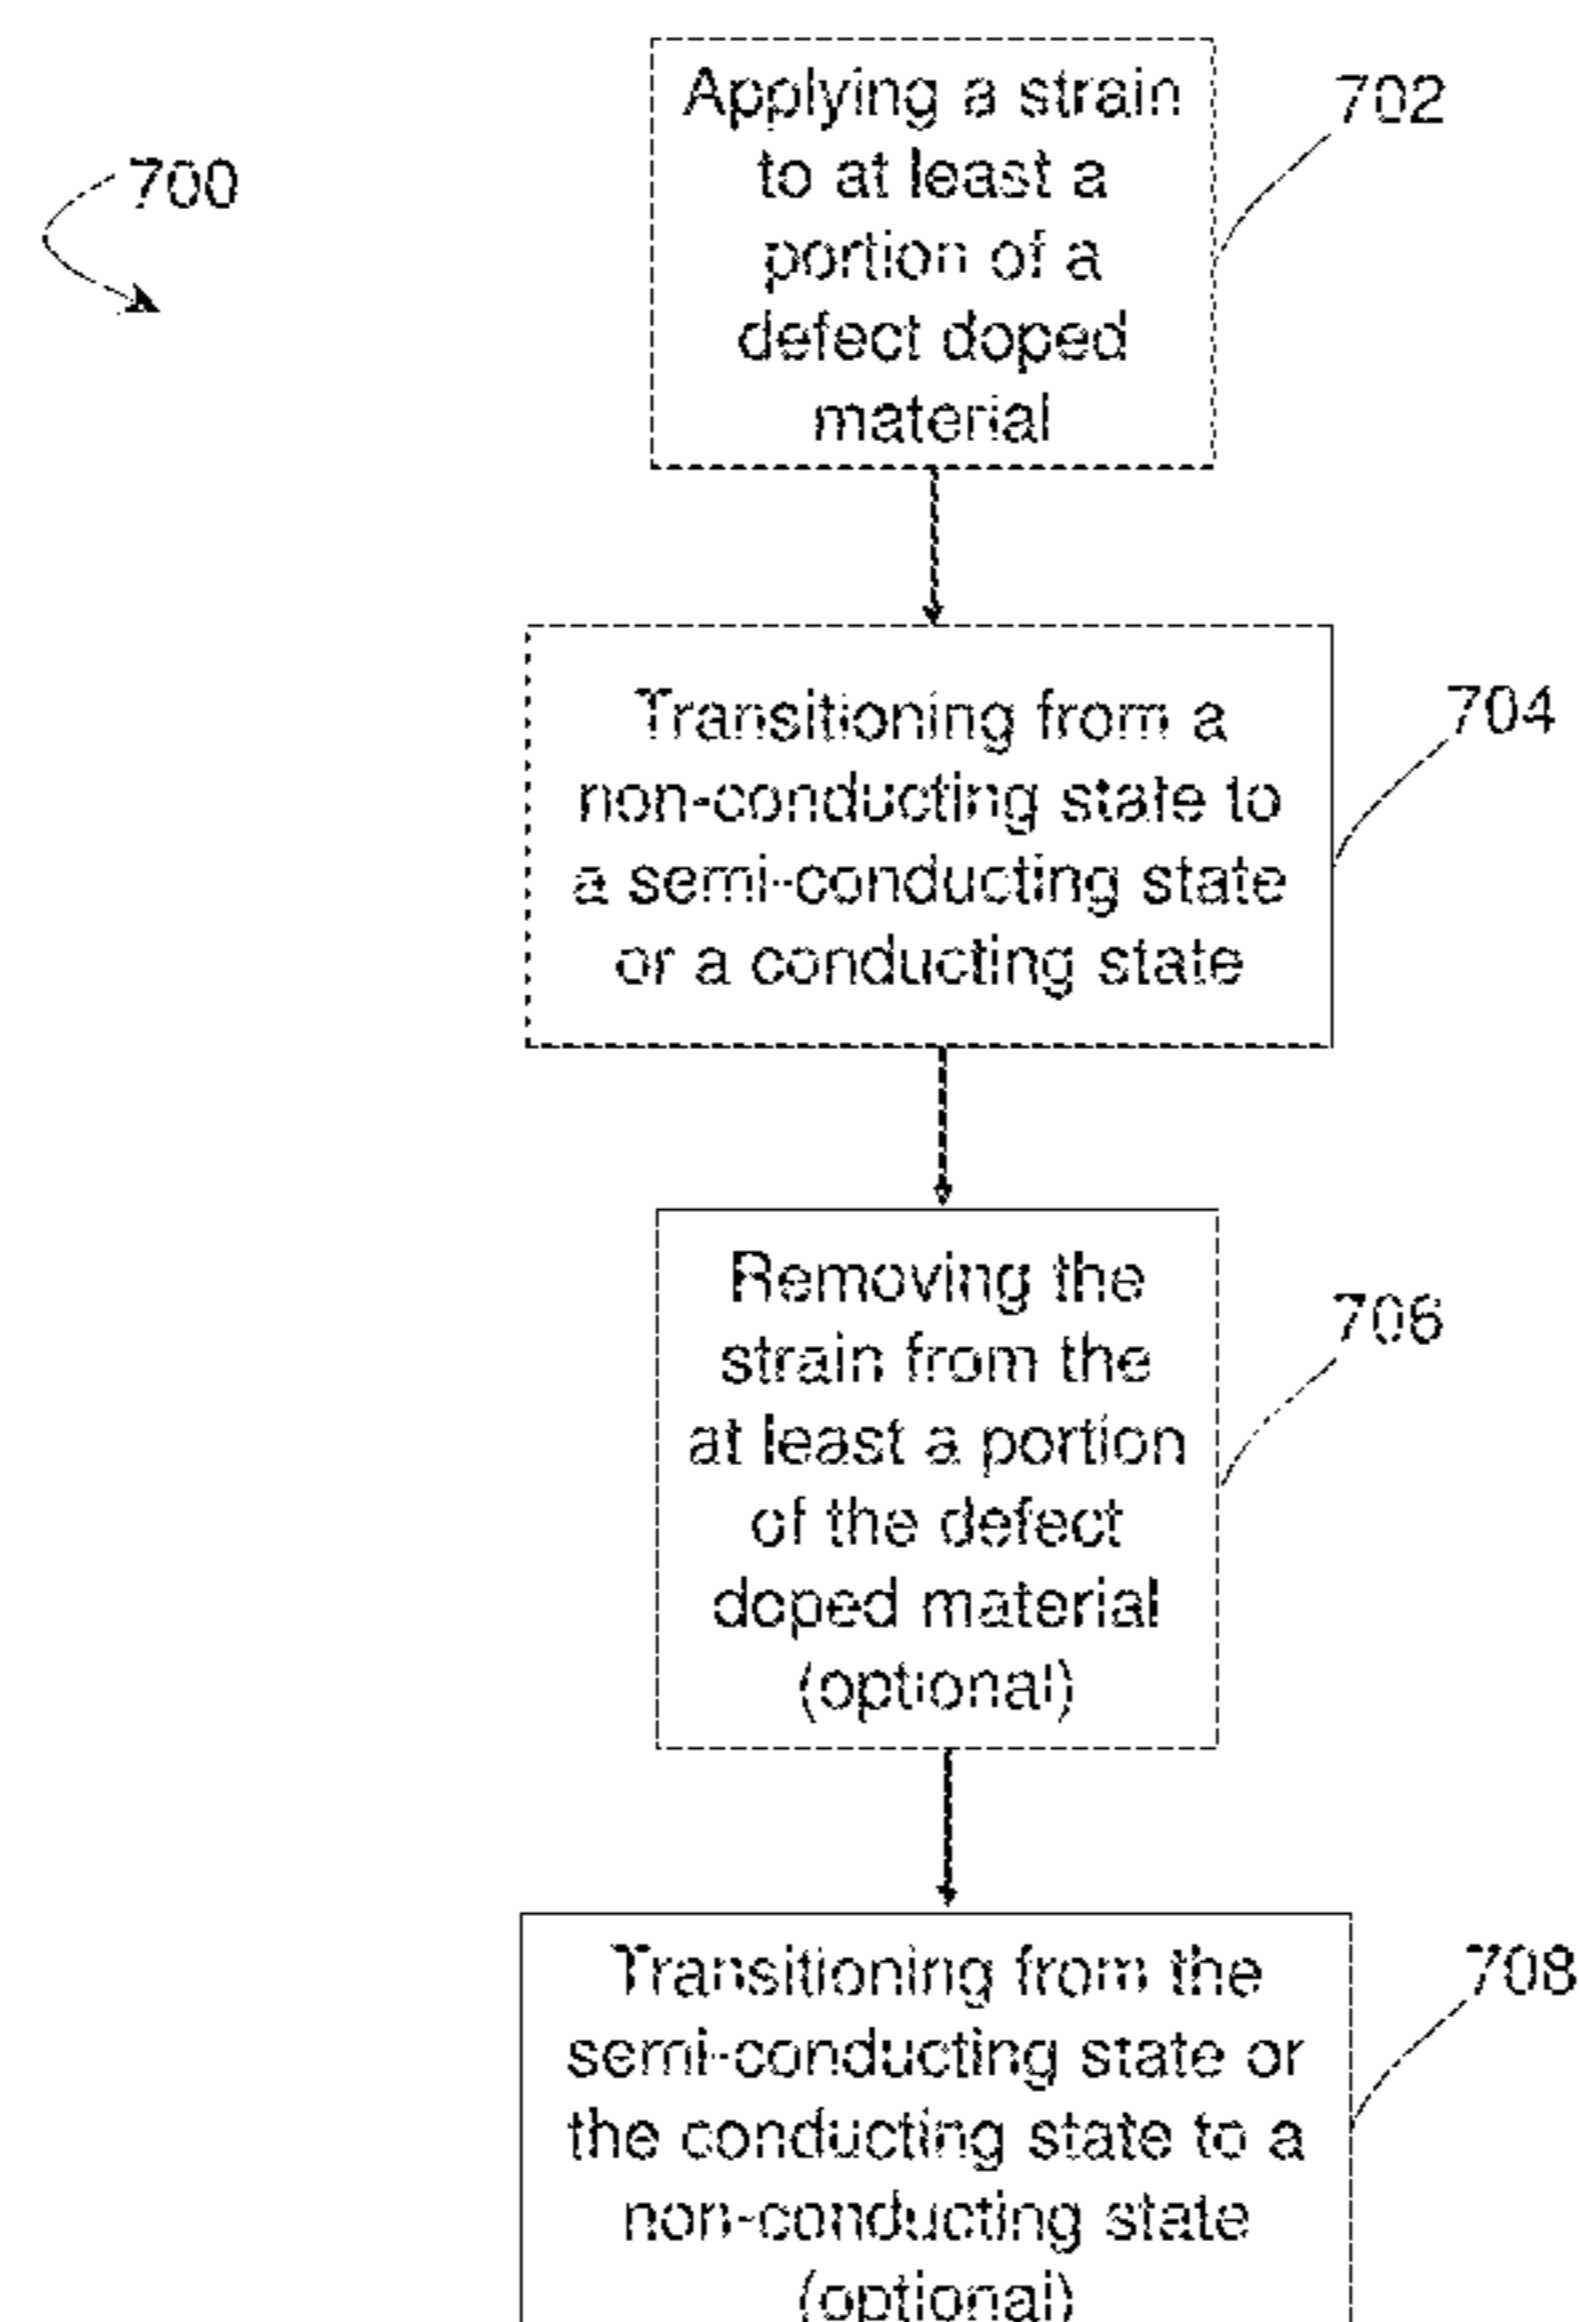 700
Applying a strain
to at least a
portion of a
defect doped
material
702
Transitioning from a
non-conducting state to
a semi-conducting state
or a conducting state
704
Removing the
strain from the
at least a portion
of the defect
doped material
(optional)
706
Transitioning from the
semi-conducting state or
the conducting state to a
non-conducting state
(optional)
708